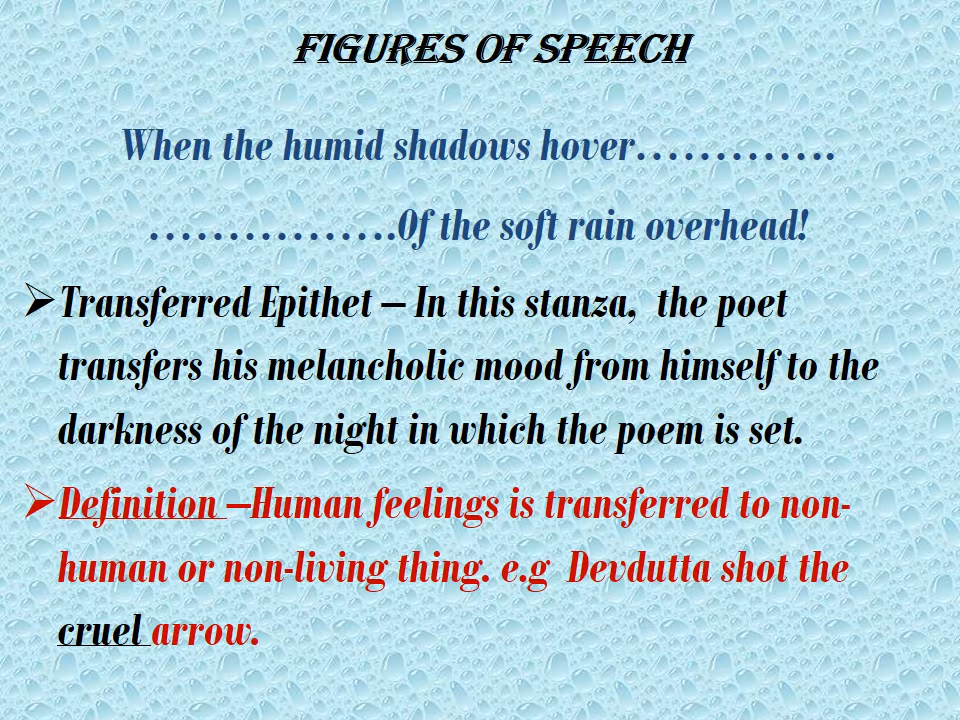 FIGURES OF SPEECH
When the humid shadows hover………….
…………….Of the soft rain overhead!
➢Transferred Epithet – In this stanza, the poet
transfers his melancholic mood from himself to the
darkness of the night in which the poem is set.
➢Definition –Human feelings is transferred to non-
human or non-living thing. e.g Devdutta shot the
cruel arrow.